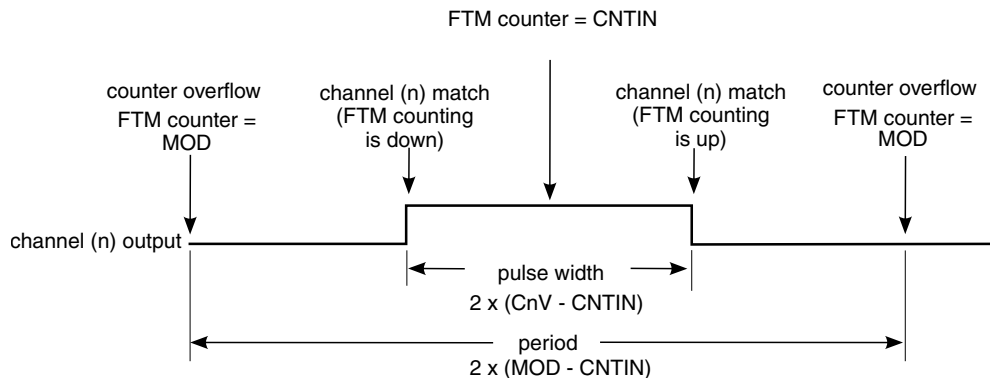 FTM counter = CNTIN
counter overflow
FTM counter =
MOD
channel (n) match
(FTM counting
is down)
channel (n) match
(FTM counting
is up)
counter overflow
FTM counter =
MOD
channel (n) output
pulse width
2 x (CnV - CNTIN)
period
2 x (MOD - CNTIN)